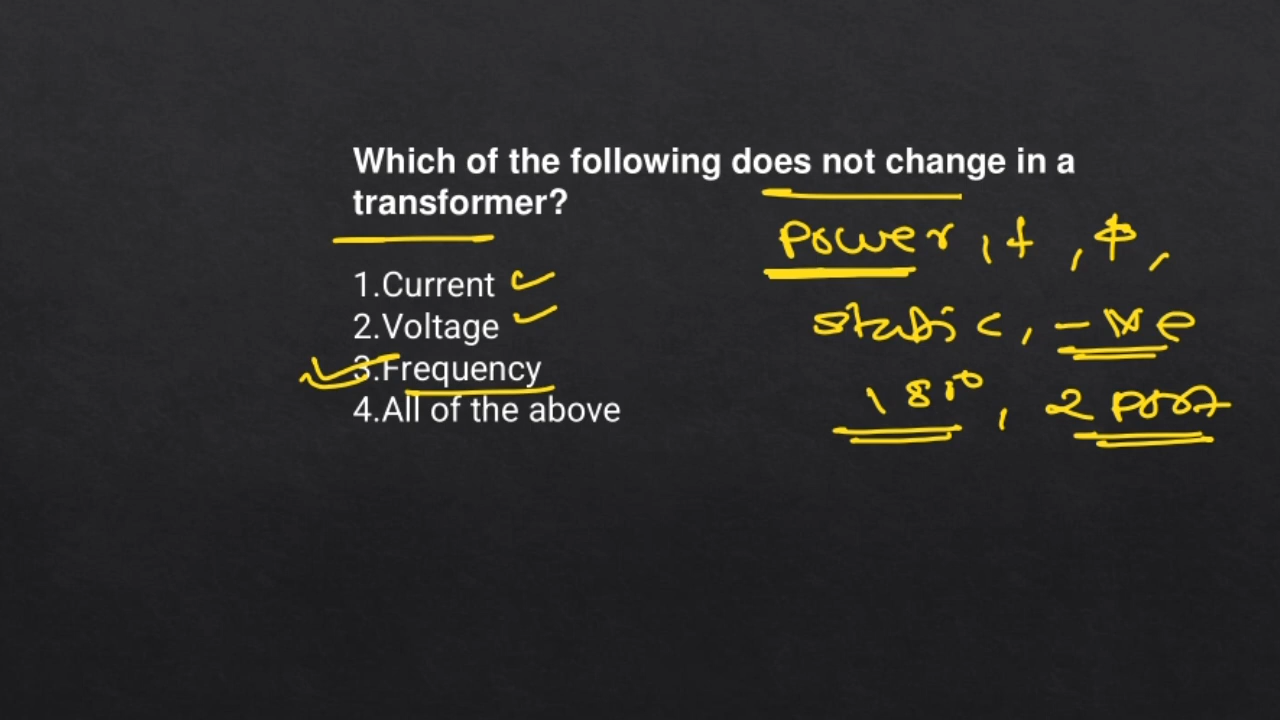 Which of the following does not change in a
transformer?
power, f, φ,
1.Current
static, -ve
2.Voltage
3.Frequency
180°, 2 port
4.All of the above